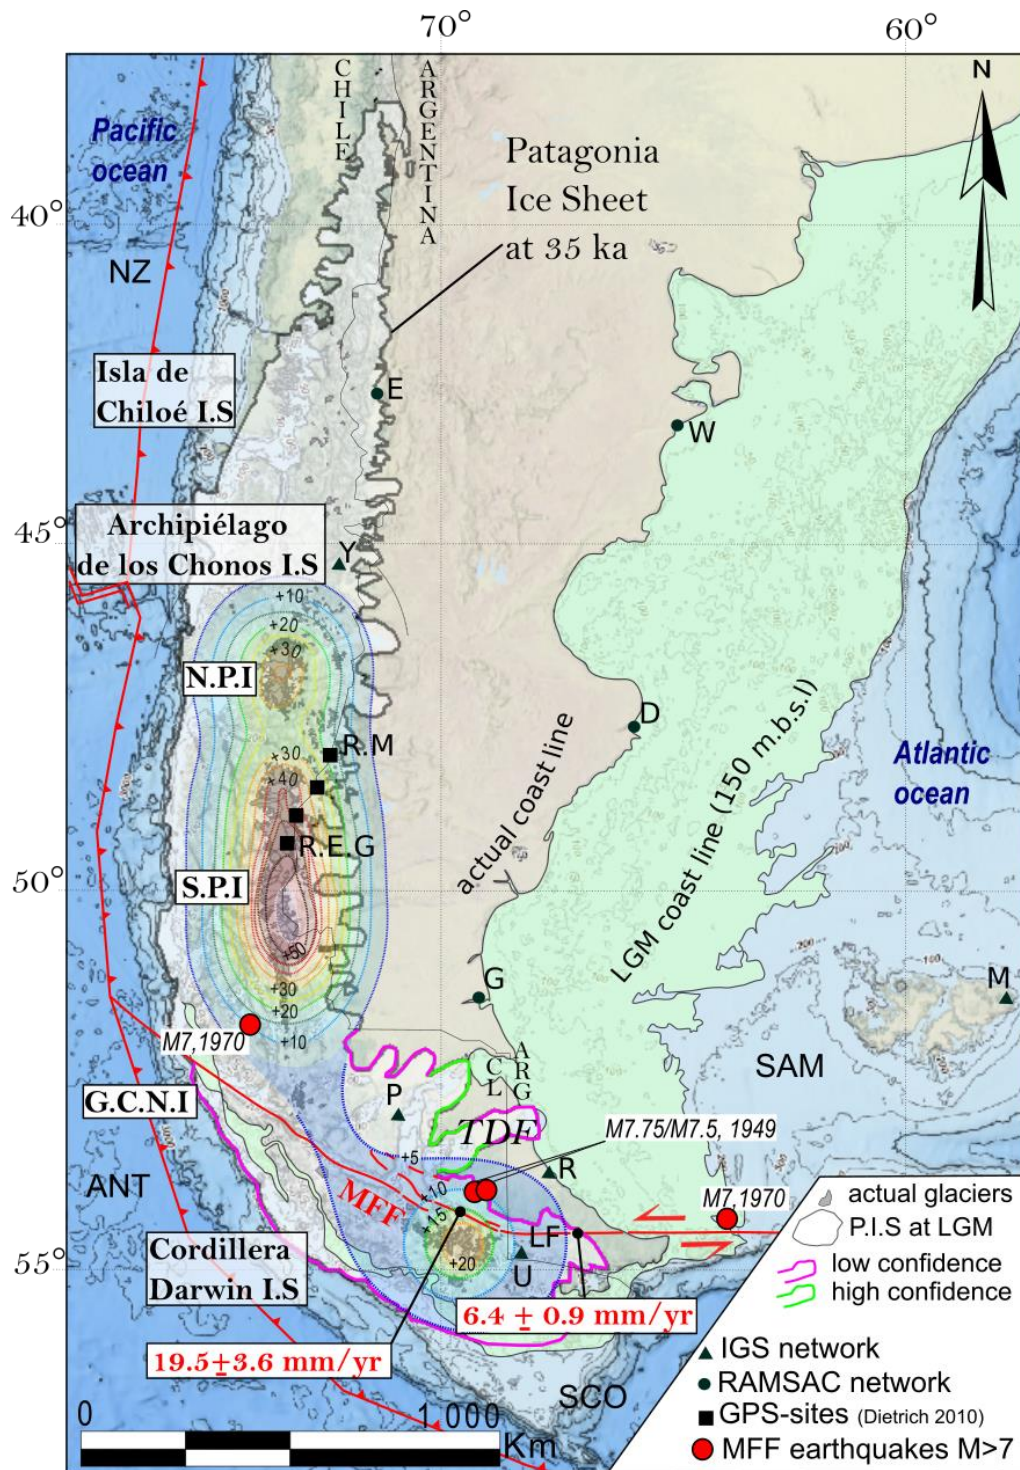 70°
60°
CHILE
ARGENTINA
N
Pacific
ocean
Patagonia
Ice Sheet
at 35 ka
40°
NZ
1000
Isla de
Chiloé I.S
E
W
45°
Archipiélago
de los Chonos I.S
Y
+10
+20
+30
N.P.I
R.M
D
+30
+40
Atlantic
ocean
actual coast line
LGM coast line (150 m.b.s.l)
R.E.G
S.P.I
50°
+50
G
+30
+20
+10
M
-200
-100
M7,1970
SAM
CL
ARG
P
G.C.N.I
TDF
M7.75/M7.5, 1949
+5
R
ANT
MFF
+10
+15
M7,1970
LF
+20
U
Cordillera
Darwin I.S
55°
6.4 ± 0.9 mm/yr
19.5±3.6 mm/yr
SCO
0
1 000
Km
actual glaciers
P.I.S at LGM
low confidence
high confidence
IGS network
RAMSAC network
GPS-sites (Dietrich 2010)
MFF earthquakes M>7